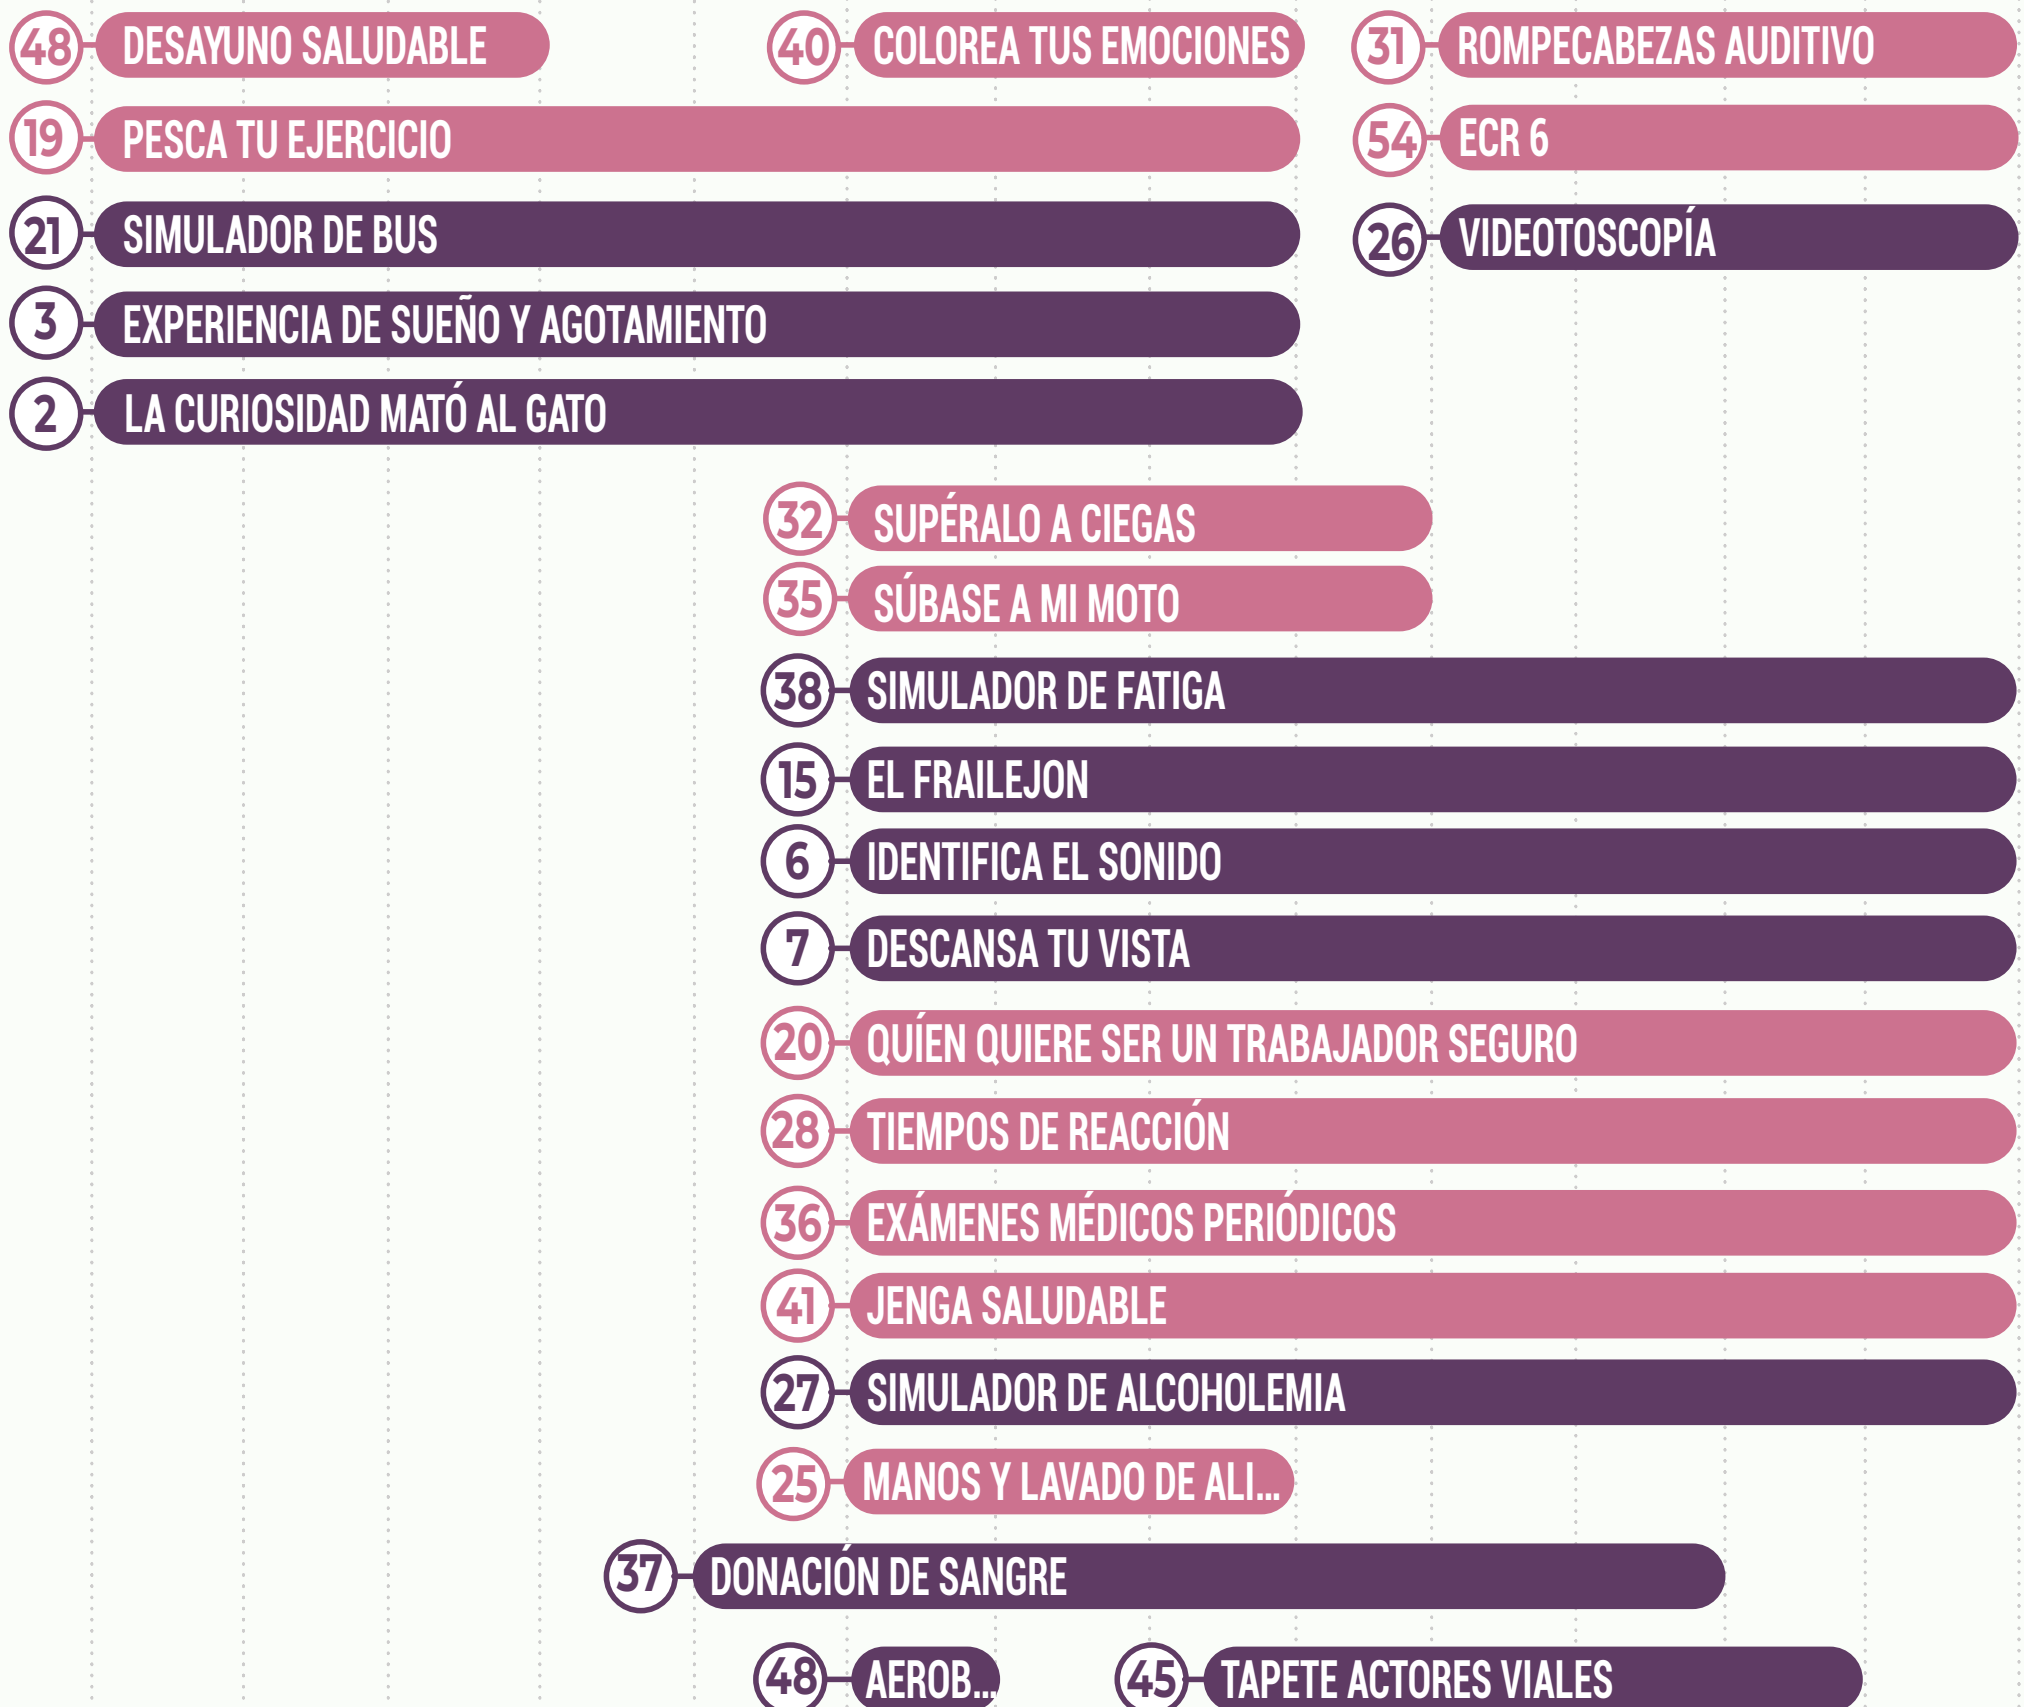 48 DESAYUNO SALUDABLE 40 COLOREA TUS EMOCIONES 31 ROMPECABEZAS AUDITIVO
19 PESCA TU EJERCICIO 54 ECR 6
21 SIMULADOR DE BUS 26 VIDEOTOSCOPÍA
3 EXPERIENCIA DE SUEÑO Y AGOTAMIENTO
2 LA CURIOSIDAD MATÓ AL GATO
32 SUPÉRALO A CIEGAS
35 SÚBASE A MI MOTO
38 SIMULADOR DE FATIGA
15 EL FRAILEJON
6 IDENTIFICA EL SONIDO
7 DESCANSA TU VISTA
20 QUÍEN QUIERE SER UN TRABAJADOR SEGURO
28 TIEMPOS DE REACCIÓN
36 EXÁMENES MÉDICOS PERIÓDICOS
41 JENGA SALUDABLE
27 SIMULADOR DE ALCOHOLEMIA
25 MANOS Y LAVADO DE ALI...
37 DONACIÓN DE SANGRE
48 AEROB... 45 TAPETE ACTORES VIALES